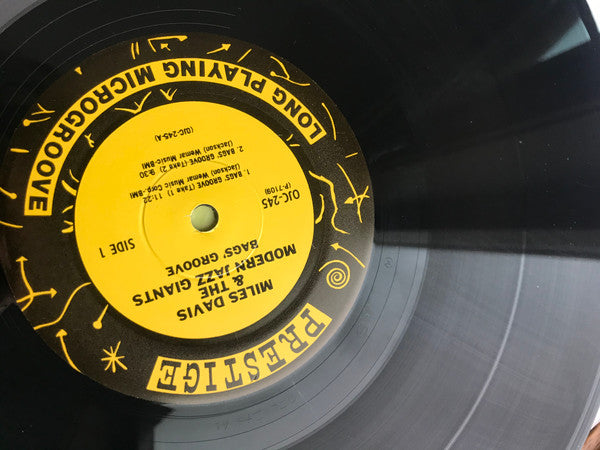 PRESTIGE
MILES DAVIS
& THE
MODERN JAZZ GIANTS
BAGS' GROOVE
SIDE 1
OJC-245
(P-7109)
1. BAGS' GROOVE (Take 1) 11:22
(Jackson) Wemar Music Corp.-BMI
2. BAGS' GROOVE (Take 2) 9:30
(Jackson) Wemar Music-BMI
(OJC-245-A)
LONG PLAYING MICROGROOVE